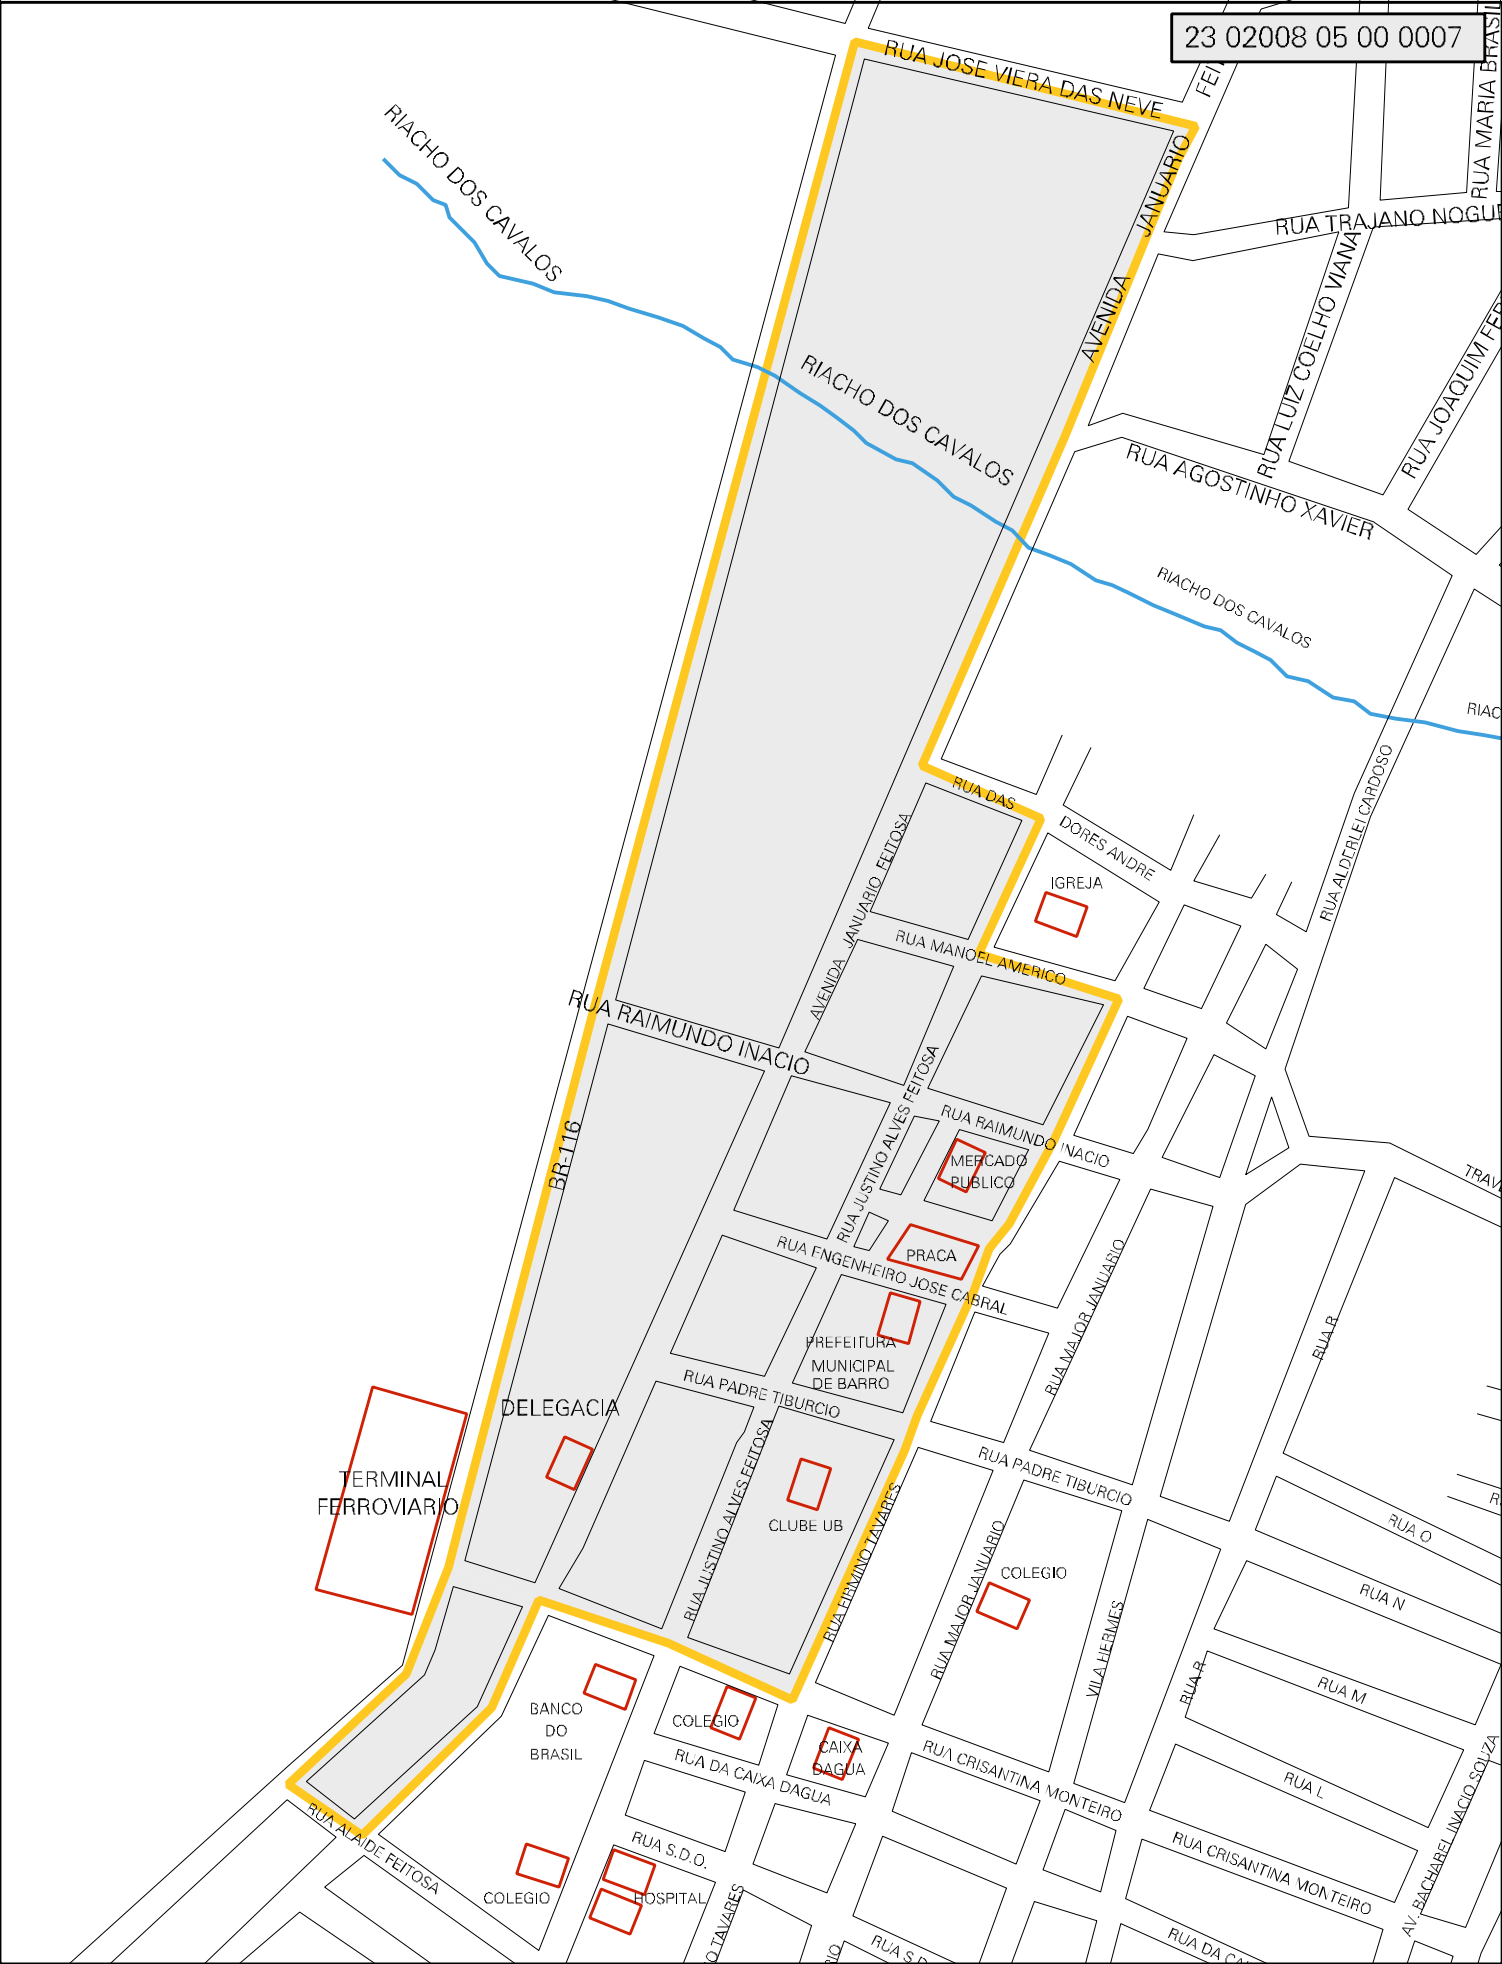 23 02008 05 00 0007
RUA JOSE VIERA DAS NEVE
RUA MARIA BRASIL
RIACHO DOS CAVALOS
JANUARIO
AVENIDA
RUA LUIZ COELHO VIANA
RIACHO DOS CAVALOS
RUA AGOSTINHO XAVIER
RIACHO DOS CAVALOS
RUA DAS
DORES ANDRE
RUA ALDERLEI CARDOSO
AVENIDA JANUARIO FEITOSA
IGREJA
RUA MANOEL AMERICO
RUA RAIMUNDO INACIO
RUA JUSTINO ALVES FEITOSA
RUA RAIMUNDO INACIO
BR-116
MERCADO
PUBLICO
PRACA
RUA ENGENHEIRO JOSE CABRAL
RUA MAJOR JANUARIO
RUA R
PREFEITURA
MUNICIPAL
DE BARRO
RUA PADRE TIBURCIO
DELEGACIA
TERMINAL
FERROVIARIO
RUA JUSTINO ALVES FEITOSA
CLUBE UB
RUA FIRMINO TAVARES
RUA PADRE TIBURCIO
RUA O
RUA MAJOR JANUARIO
COLEGIO
VILA HERMES
RUA N
RUA R
RUA M
BANCO
DO
BRASIL
COLEGIO
CAIXA
DAGUA
RUA DA CAIXA DAGUA
RUA CRISANTINA MONTEIRO
RUA L
AV. BACHAREL INACIO SOUZA
RUA ALAIDE FEITOSA
RUA S.D.O.
RUA CRISANTINA MONTEIRO
COLEGIO
HOSPITAL
O TAVARES